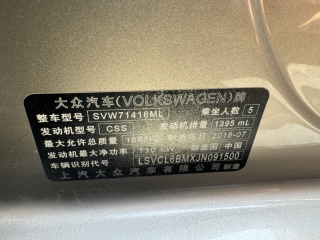 大众汽车(VOLKSWAGEN)牌
整车型号 SVW71416ML 乘坐人数 5
发动机型号 CSS 发动机排量 1395 mL
最大允许总质量 kg 制造年月 2018-07
发动机最大净功率 110 kW 制造国 中国
车辆识别代号 LSVCL6BMXJN091500
上汽大众汽车有限公司 制造